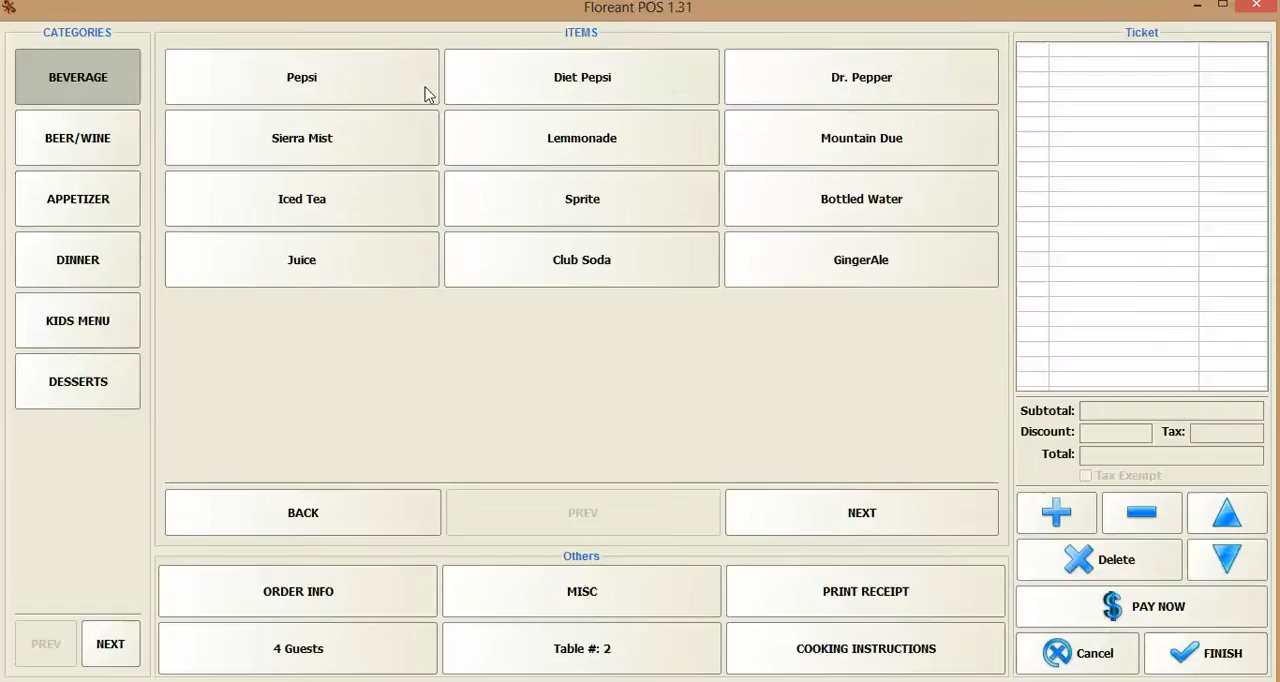 Floreant POS 1.31
CATEGORIES
BEVERAGE
BEER/WINE
APPETIZER
DINNER
KIDS MENU
DESSERTS
PREV
NEXT
ITEMS
Pepsi
Diet Pepsi
Dr. Pepper
Sierra Mist
Lemmonade
Mountain Due
Iced Tea
Sprite
Bottled Water
Juice
Club Soda
GingerAle
BACK
PREV
NEXT
Others
ORDER INFO
MISC
PRINT RECEIPT
4 Guests
Table #: 2
COOKING INSTRUCTIONS
Ticket
Subtotal:
Discount:
Tax:
Total:
Tax Exempt
Delete
PAY NOW
Cancel
FINISH